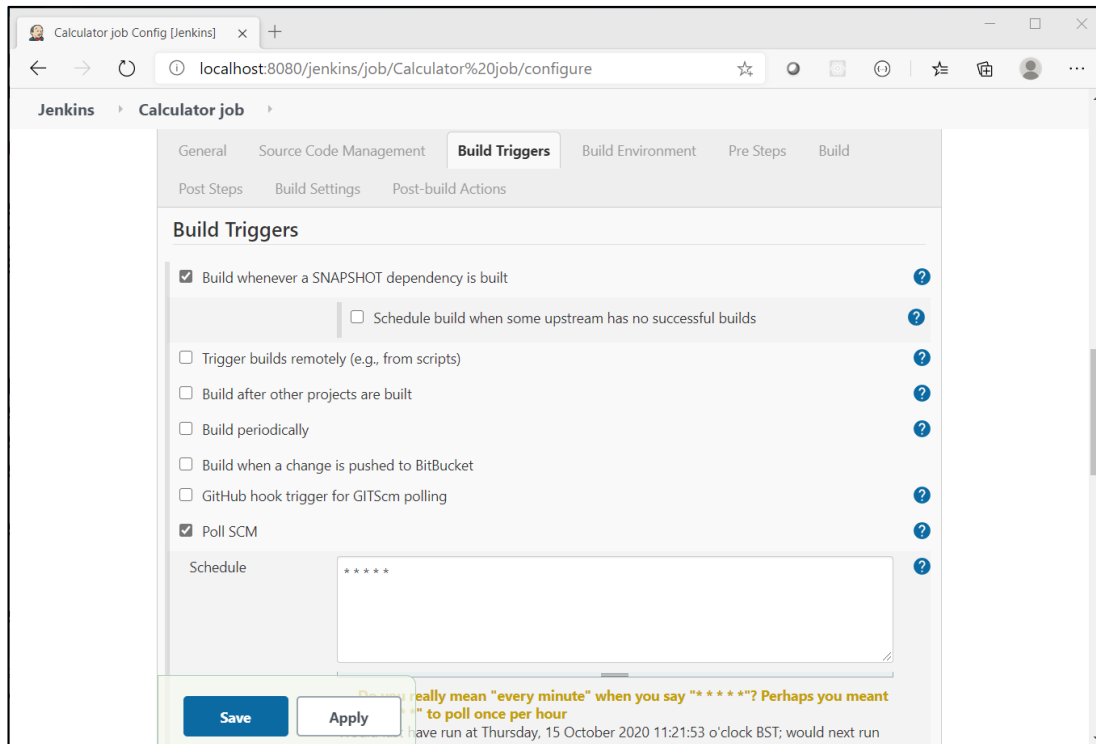 Calculator job Config [Jenkins]
localhost:8080/jenkins/job/Calculator%20job/configure
Jenkins Calculator job
General Source Code Management Build Triggers Build Environment Pre Steps Build
Post Steps Build Settings Post-build Actions
Build Triggers
Build whenever a SNAPSHOT dependency is built
Schedule build when some upstream has no successful builds
Trigger builds remotely (e.g., from scripts)
Build after other projects are built
Build periodically
Build when a change is pushed to BitBucket
GitHub hook trigger for GITScm polling
Poll SCM
Schedule
* * * * *
Do you really mean "every minute" when you say "* * * * *"? Perhaps you meant
*" to poll once per hour
have run at Thursday, 15 October 2020 11:21:53 o'clock BST; would next run
Save Apply